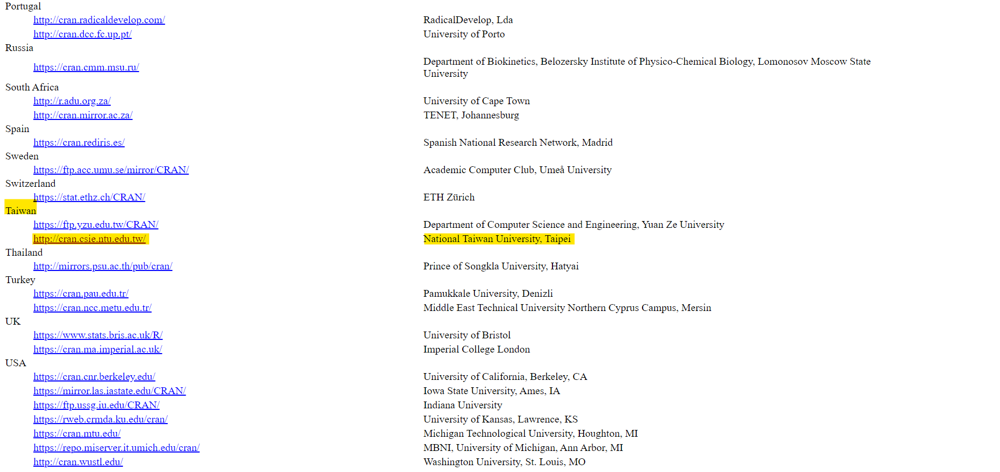 Portugal
http://cran.radicaldevelop.com/ RadicalDevelop, Lda
http://cran.dcc.fc.up.pt/ University of Porto
Russia
https://cran.cmm.msu.ru/ Department of Biokinetics, Belozersky Institute of Physico-Chemical Biology, Lomonosov Moscow State
University
South Africa
http://r.adu.org.za/ University of Cape Town
http://cran.mirror.ac.za/ TENET, Johannesburg
Spain
https://cran.rediris.es/ Spanish National Research Network, Madrid
Sweden
https://ftp.acc.umu.se/mirror/CRAN/ Academic Computer Club, Umeå University
Switzerland
https://stat.ethz.ch/CRAN/ ETH Zürich
Taiwan
https://ftp.yzu.edu.tw/CRAN/ Department of Computer Science and Engineering, Yuan Ze University
http://cran.csie.ntu.edu.tw/ National Taiwan University, Taipei
Thailand
http://mirrors.psu.ac.th/pub/cran/ Prince of Songkla University, Hatyai
Turkey
https://cran.pau.edu.tr/ Pamukkale University, Denizli
https://cran.ncc.metu.edu.tr/ Middle East Technical University Northern Cyprus Campus, Mersin
UK
https://www.stats.bris.ac.uk/R/ University of Bristol
https://cran.ma.imperial.ac.uk/ Imperial College London
USA
https://cran.cnr.berkeley.edu/ University of California, Berkeley, CA
https://mirror.las.iastate.edu/CRAN/ Iowa State University, Ames, IA
https://ftp.ussg.iu.edu/CRAN/ Indiana University
https://rweb.crmda.ku.edu/cran/ University of Kansas, Lawrence, KS
https://cran.mtu.edu/ Michigan Technological University, Houghton, MI
https://repo.miserver.it.umich.edu/cran/ MBNI, University of Michigan, Ann Arbor, MI
http://cran.wustl.edu/ Washington University, St. Louis, MO